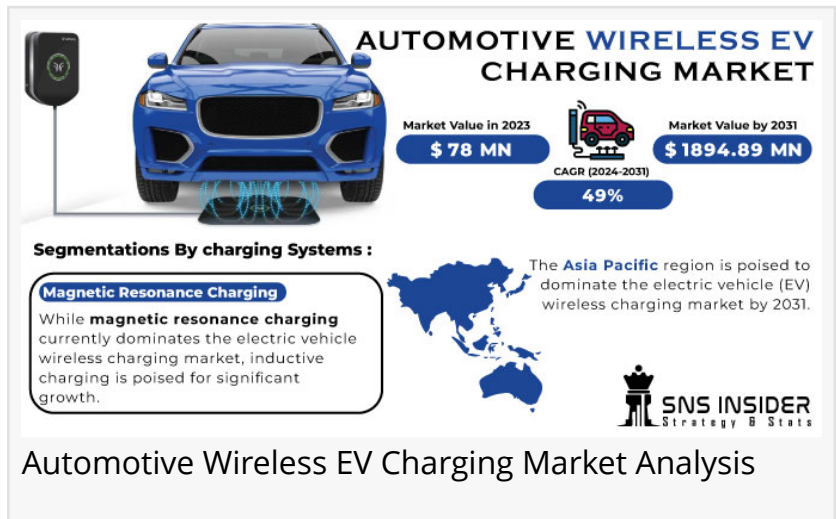 AUTOMOTIVE WIRELESS EV
CHARGING MARKET
Market Value in 2023
$ 78 MN
Market Value by 2031
$ 1894.89 MN
CAGR (2024-2031)
49%
Segmentations By charging Systems :
Magnetic Resonance Charging
While magnetic resonance charging
currently dominates the electric vehicle
wireless charging market, inductive
charging is poised for significant
growth.
The Asia Pacific region is poised to
dominate the electric vehicle (EV)
wireless charging market by 2031.
SNS INSIDER
Strategy & Stats
Automotive Wireless EV Charging Market Analysis